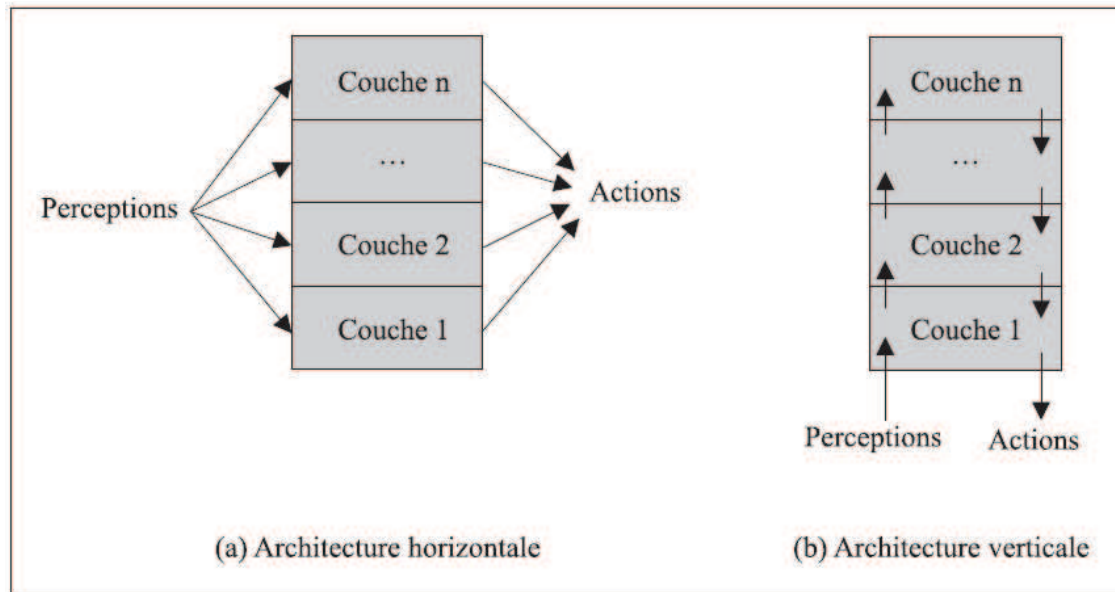 Couche n
…
Couche 2
Couche 1
Perceptions
Actions
(a) Architecture horizontale
Couche n
…
Couche 2
Couche 1
Perceptions
Actions
(b) Architecture verticale